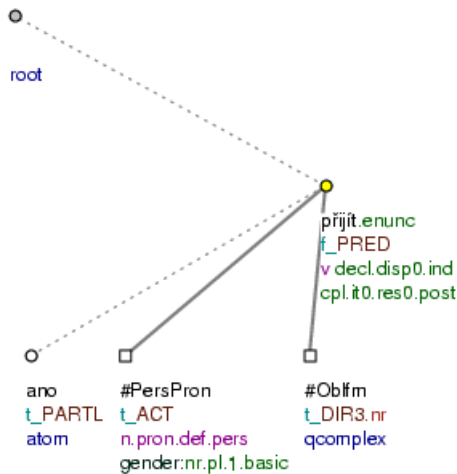 root
přijít.enunc
f_PRED
v decl.disp0.ind
cpl.it0.res0.post
ano
t_PARTL
atom
#PersPron
t_ACT
n.pron.def.pers
gender:nr.pl.1.basic
#Oblfm
t_DIR3.nr
qcomplex